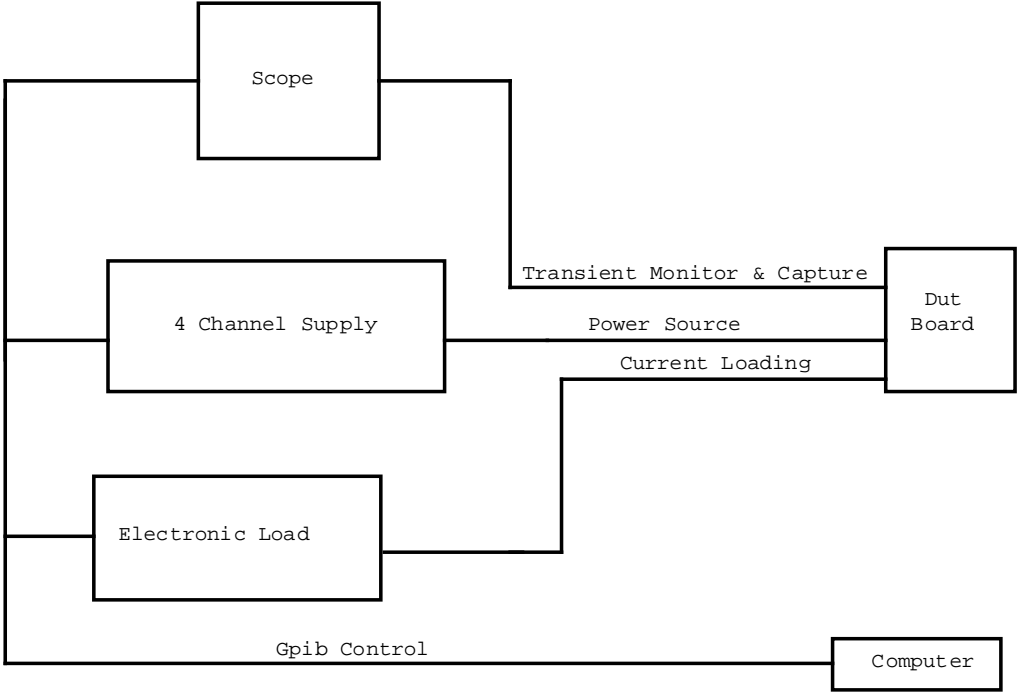 Scope
Transient Monitor & Capture
Dut
Board
4 Channel Supply
Power Source
Current Loading
Electronic Load
Gpib Control
Computer